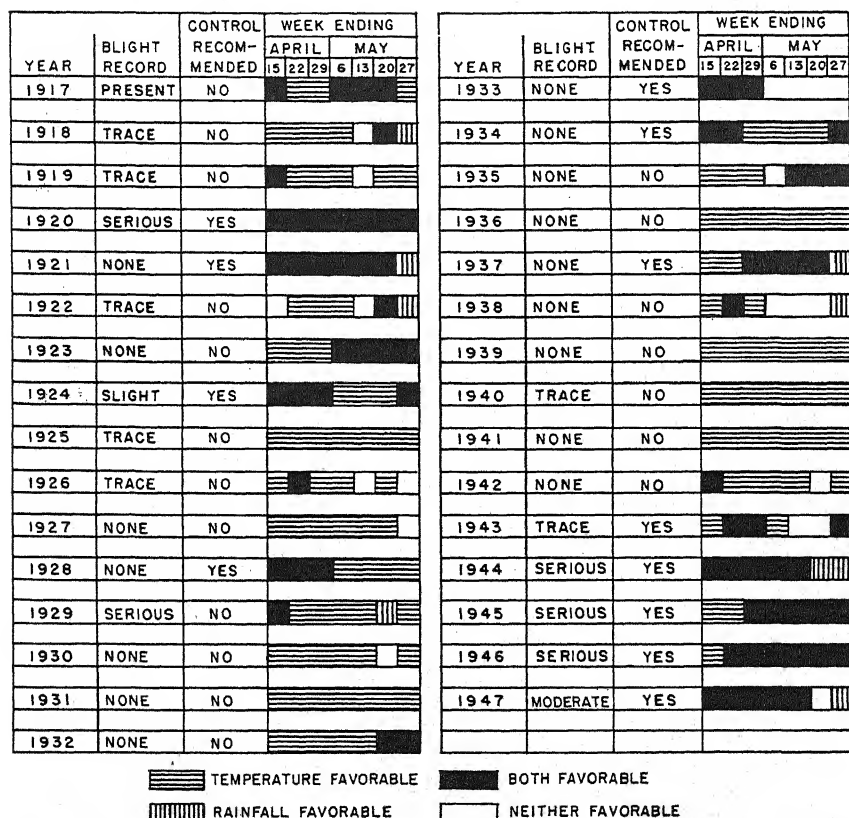 CONTROL WEEK ENDING
BLIGHT RECOM- APRIL MAY
YEAR RECORD MENDED 15 22 29 6 13 20 27
1917 PRESENT NO
1918 TRACE NO
1919 TRACE NO
1920 SERIOUS YES
1921 NONE YES
1922 TRACE NO
1923 NONE NO
1924 SLIGHT YES
1925 TRACE NO
1926 TRACE NO
1927 NONE NO
1928 NONE YES
1929 SERIOUS NO
1930 NONE NO
1931 NONE NO
1932 NONE NO
CONTROL WEEK ENDING
BLIGHT RECOM- APRIL MAY
YEAR RECORD MENDED 15 22 29 6 13 20 27
1933 NONE YES
1934 NONE YES
1935 NONE NO
1936 NONE NO
1937 NONE YES
1938 NONE NO
1939 NONE NO
1940 TRACE NO
1941 NONE NO
1942 NONE NO
1943 TRACE YES
1944 SERIOUS YES
1945 SERIOUS YES
1946 SERIOUS YES
1947 MODERATE YES
TEMPERATURE FAVORABLE BOTH FAVORABLE
RAINFALL FAVORABLE NEITHER FAVORABLE